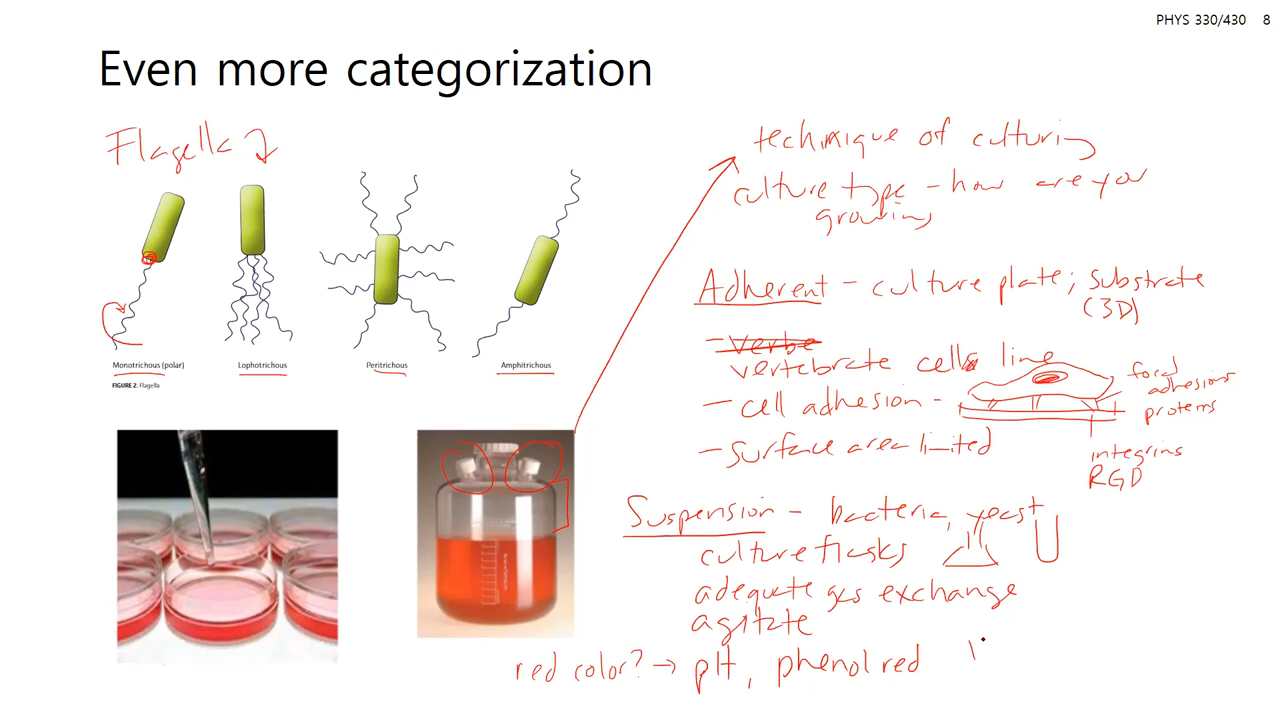 PHYS 330/430 8
Even more categorization
Flagella
Monotrichous (polar)
Lophotrichous
Peritrichous
Amphitrichous
FIGURE 2. Flagella
technique of culturing
culture type - how are you
growing
Adherent - culture plate; substrate
(3D)
- verbe
vertebrate cells line
- cell adhesion -
focal
adhesions
proteins
- surface area limited
integrins
RGD
Suspension - bacteria, yeast
culture flasks
adequate gas exchange
agitate
red color? → pH, phenol red